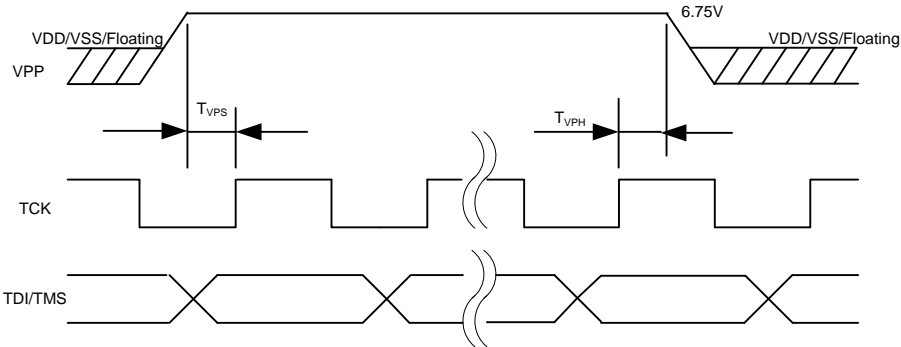 6.75V
VDD/VSS/Floating
VDD/VSS/Floating
VPP
TVPS
TVPH
TCK
TDI/TMS